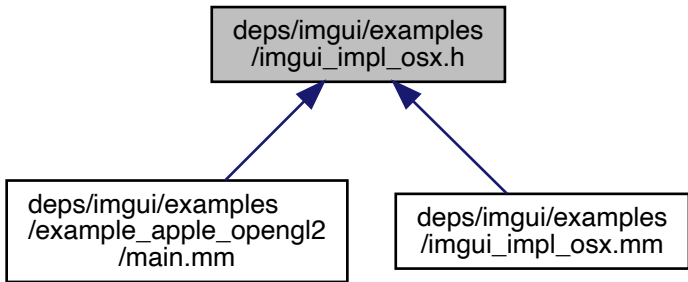 deps/imgui/examples
/imgui_impl_osx.h
deps/imgui/examples
/example_apple_opengl2
/main.mm
deps/imgui/examples
/imgui_impl_osx.mm